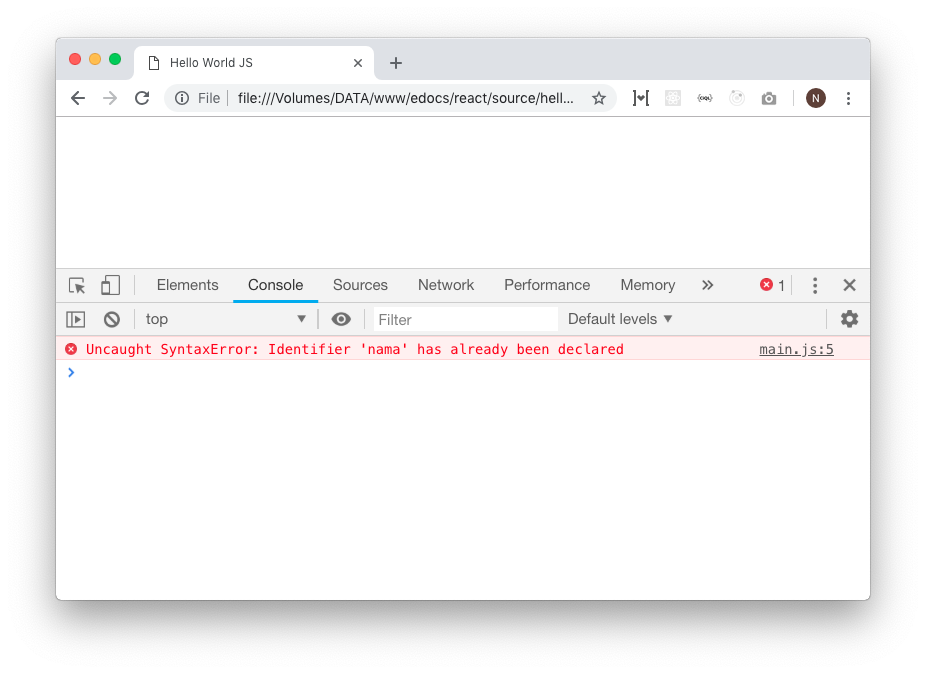 Hello World JS
File file:///Volumes/DATA/www/edocs/react/source/hell...
N
Elements Console Sources Network Performance Memory 1
top Filter Default levels
Uncaught SyntaxError: Identifier 'nama' has already been declared main.js:5